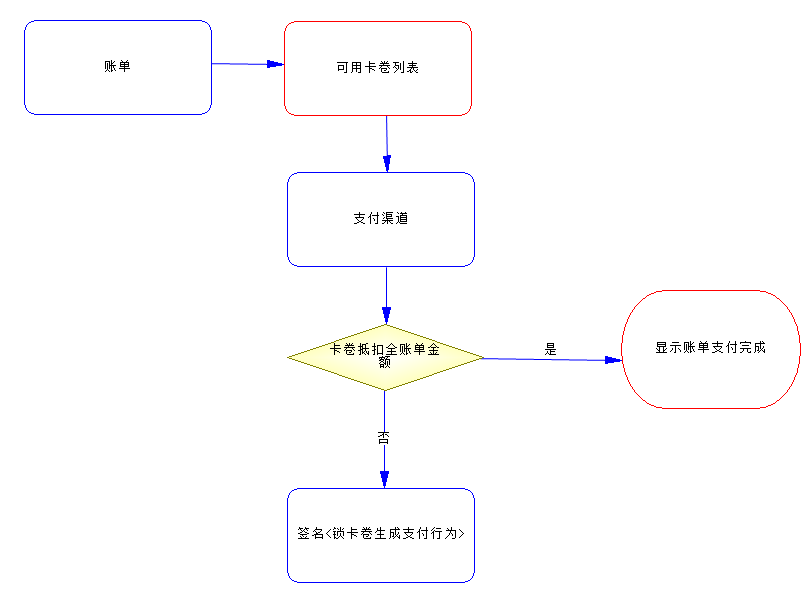 账单
可用卡卷列表
支付渠道
卡卷抵扣全账单金
额
是
显示账单支付完成
否
签名<锁卡卷生成支付行为>